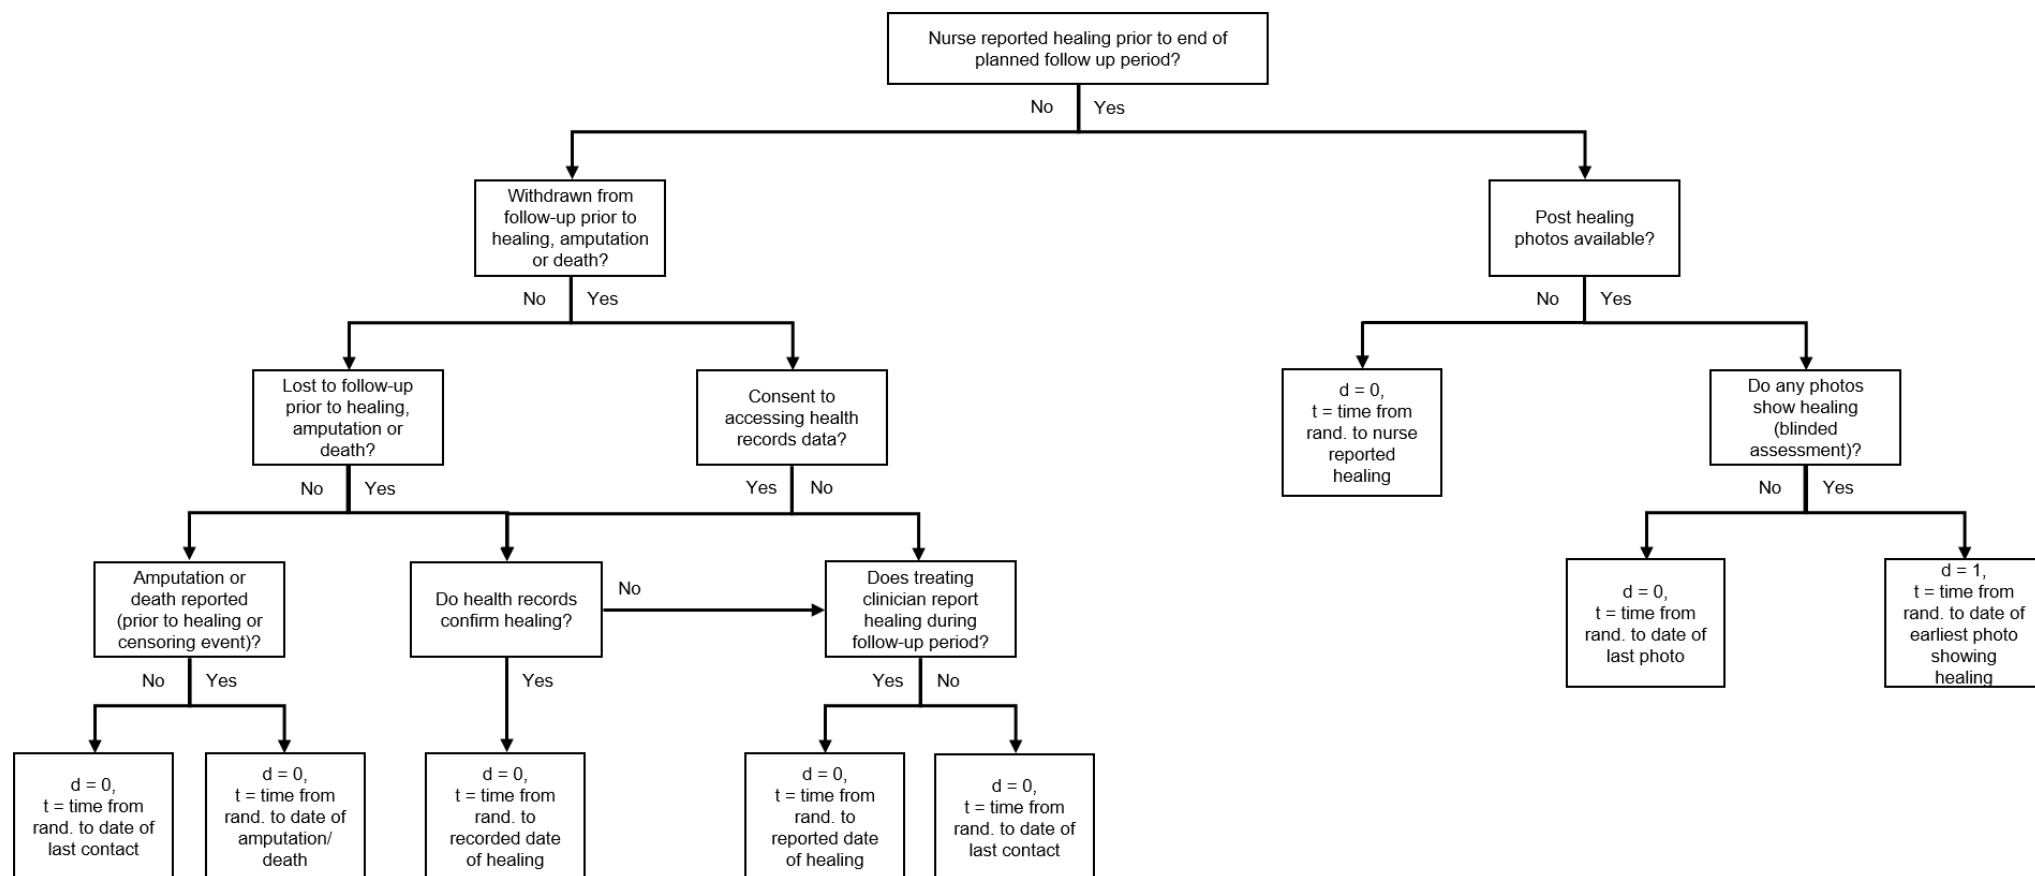 Nurse reported healing prior to end of
planned follow up period?
No
Yes
Withdrawn from
follow-up prior to
healing, amputation
or death?
Post healing
photos available?
No
Yes
No
Yes
Lost to follow-up
prior to healing,
amputation or
death?
Consent to
accessing health
records data?
d = 0,
t = time from
rand. to nurse
reported
healing
Do any photos
show healing
(blinded
assessment)?
No
Yes
Yes
No
No
Yes
Amputation or
death reported
(prior to healing or
censoring event)?
Do health records
confirm healing?
No
Does treating
clinician report
healing during
follow-up period?
d = 0,
t = time from
rand. to date of
last photo
d = 1,
t = time from
rand. to date of
earliest photo
showing
healing
No
Yes
Yes
Yes
No
d = 0,
t = time from
rand. to date of
last contact
d = 0,
t = time from
rand. to date of
amputation/
death
d = 0,
t = time from
rand. to
recorded date
of healing
d = 0,
t = time from
rand. to
reported date
of healing
d = 0,
t = time from
rand. to date of
last contact